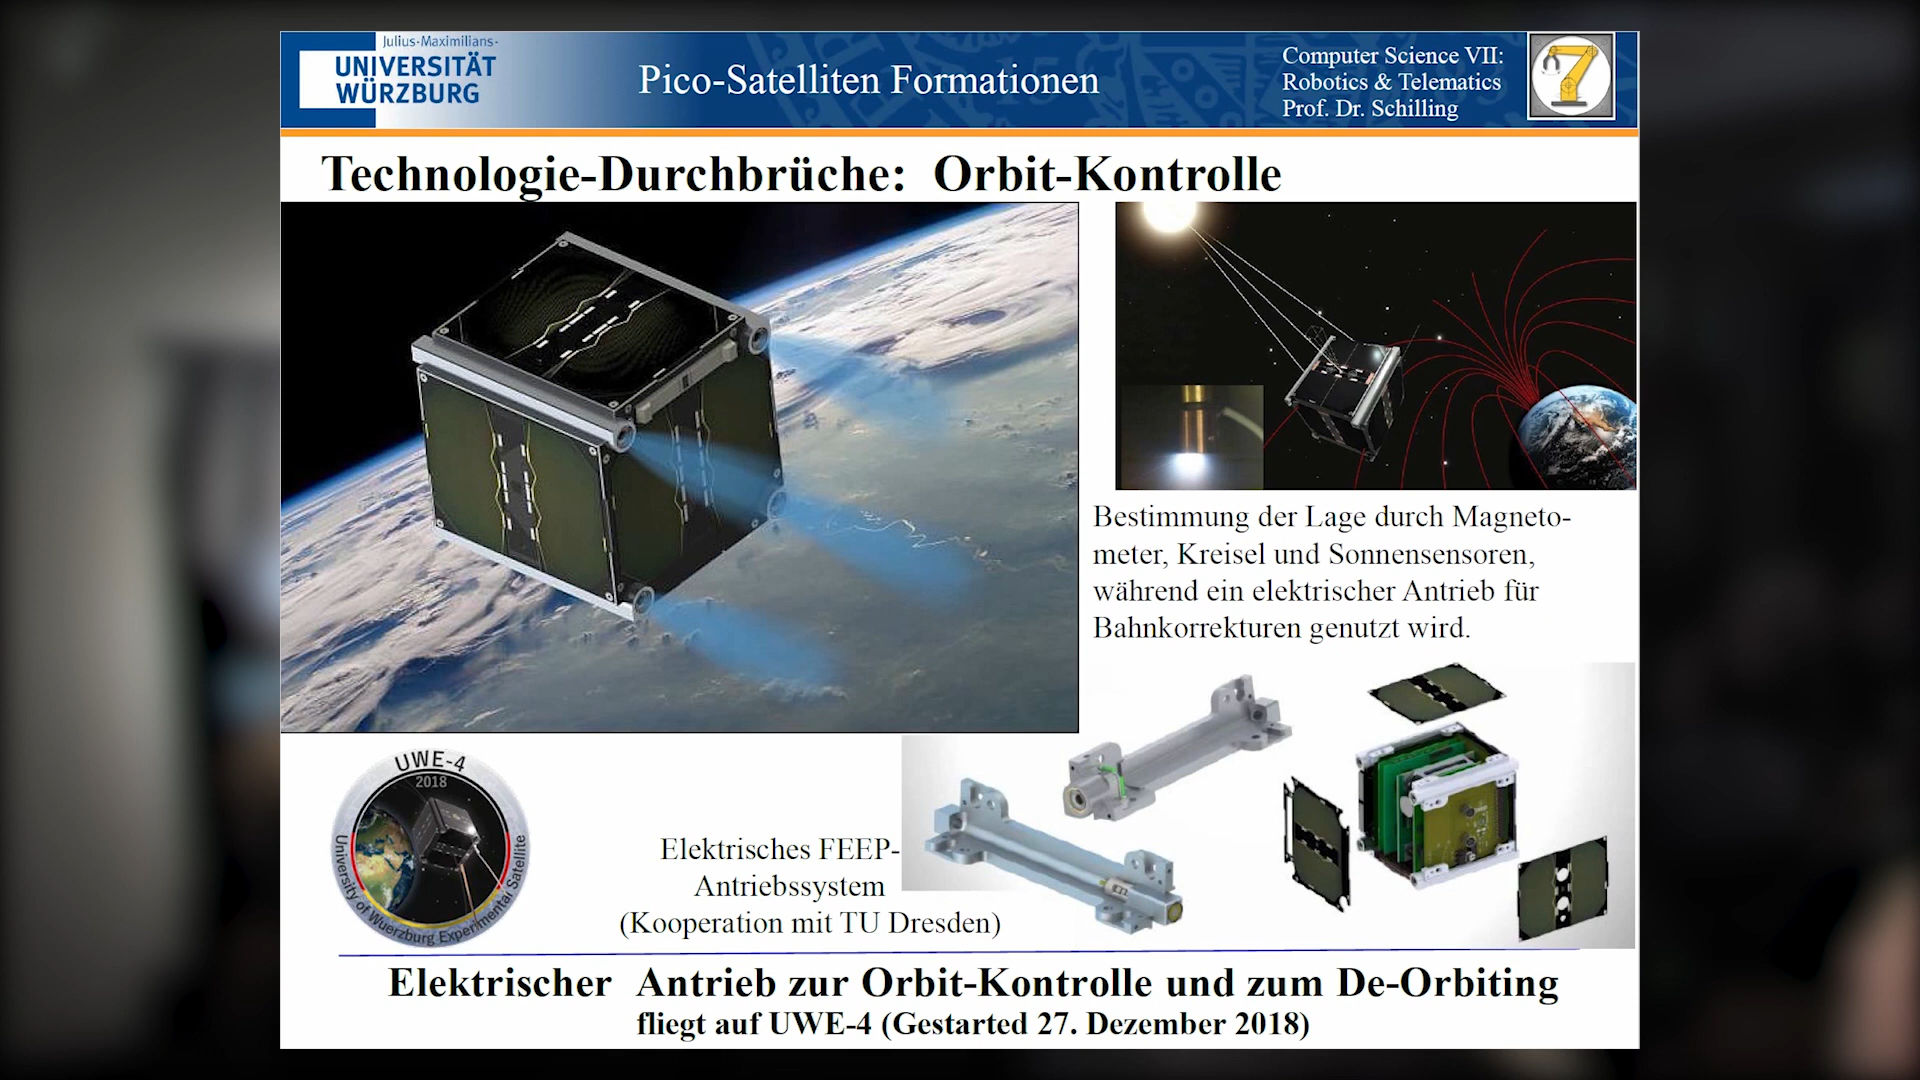 Julius-Maximilians-
UNIVERSITÄT
WÜRZBURG
Pico-Satelliten Formationen
Computer Science VII:
Robotics & Telematics
Prof. Dr. Schilling
7
Technologie-Durchbrüche: Orbit-Kontrolle
Bestimmung der Lage durch Magneto-
meter, Kreisel und Sonnensensoren,
während ein elektrischer Antrieb für
Bahnkorrekturen genutzt wird.
UWE-4
2018
University of Wuerzburg Experimental Satellite
Elektrisches FEEP-
Antriebssystem
(Kooperation mit TU Dresden)
Elektrischer Antrieb zur Orbit-Kontrolle und zum De-Orbiting
fliegt auf UWE-4 (Gestarted 27. Dezember 2018)